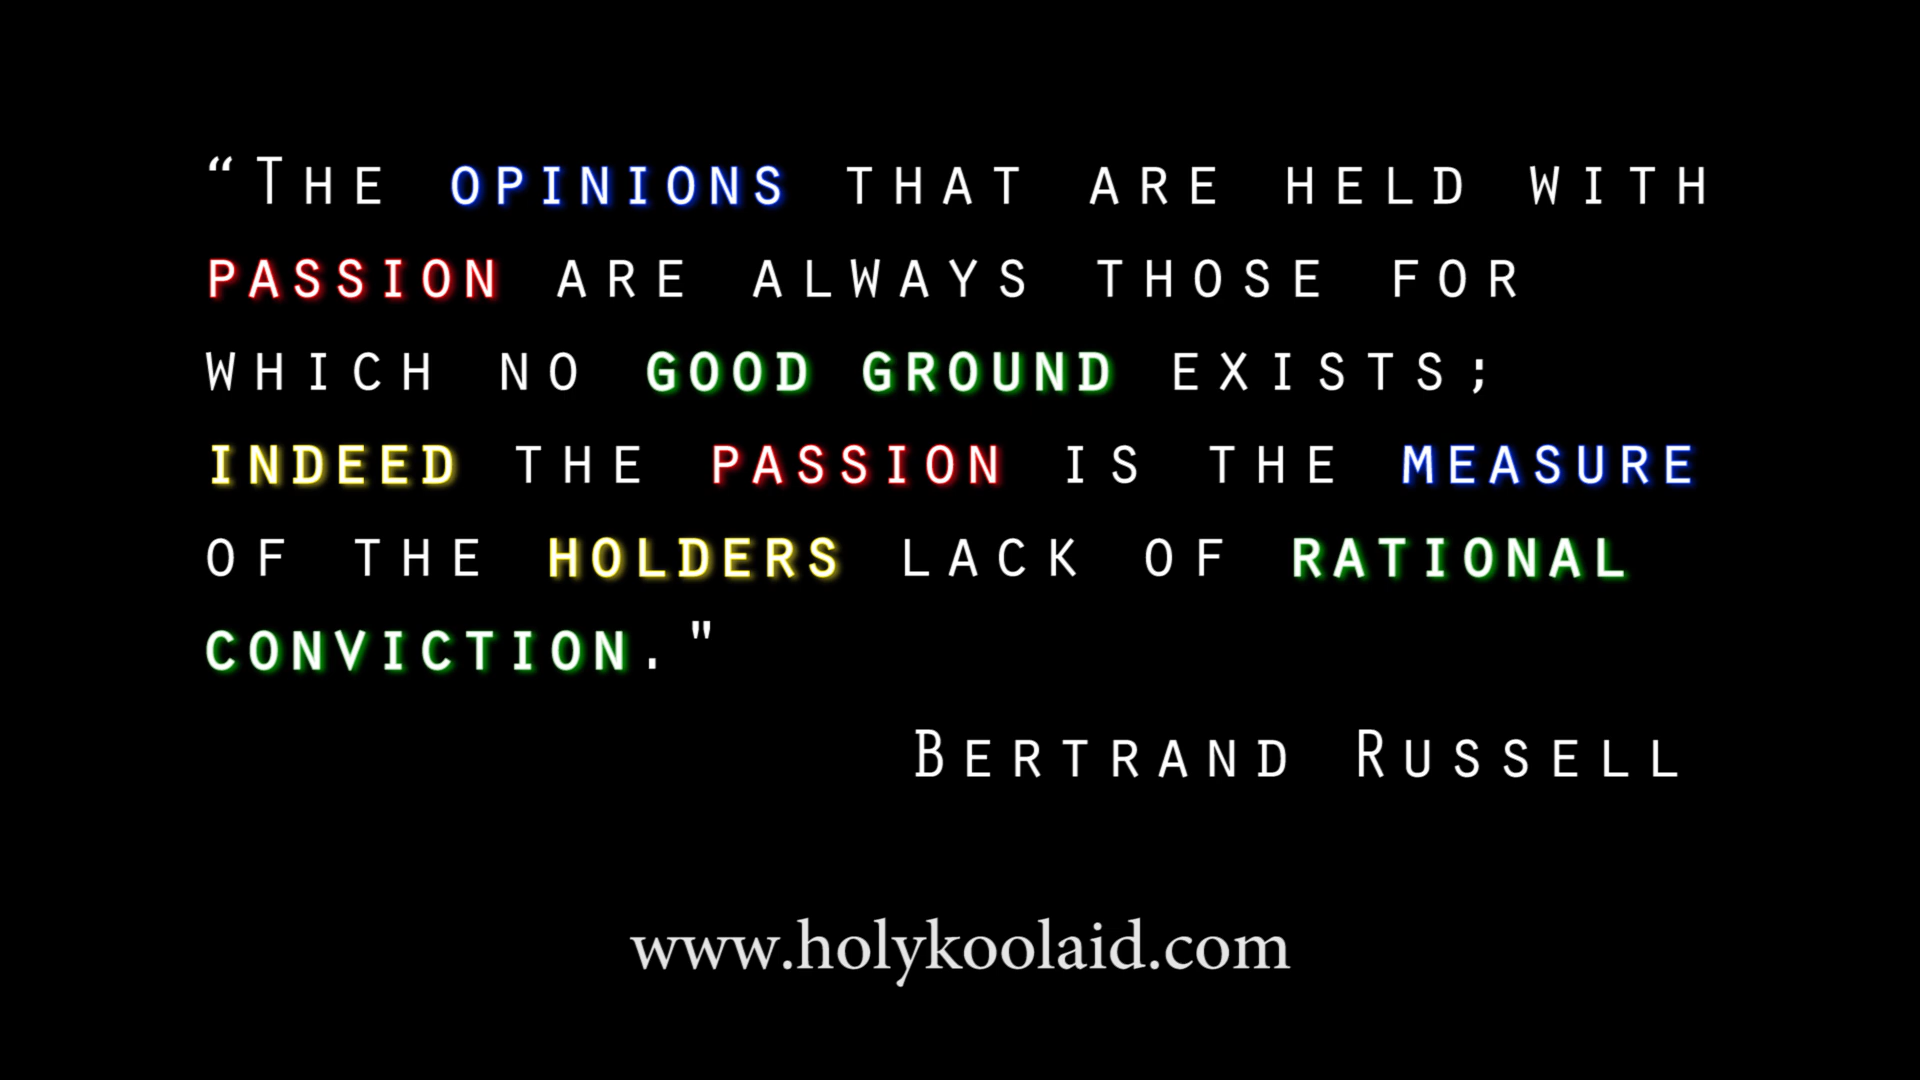 “The opinions that are held with
passion are always those for
which no good ground exists;
indeed the passion is the measure
of the holders lack of rational
conviction."
Bertrand Russell
www.holykoolaid.com